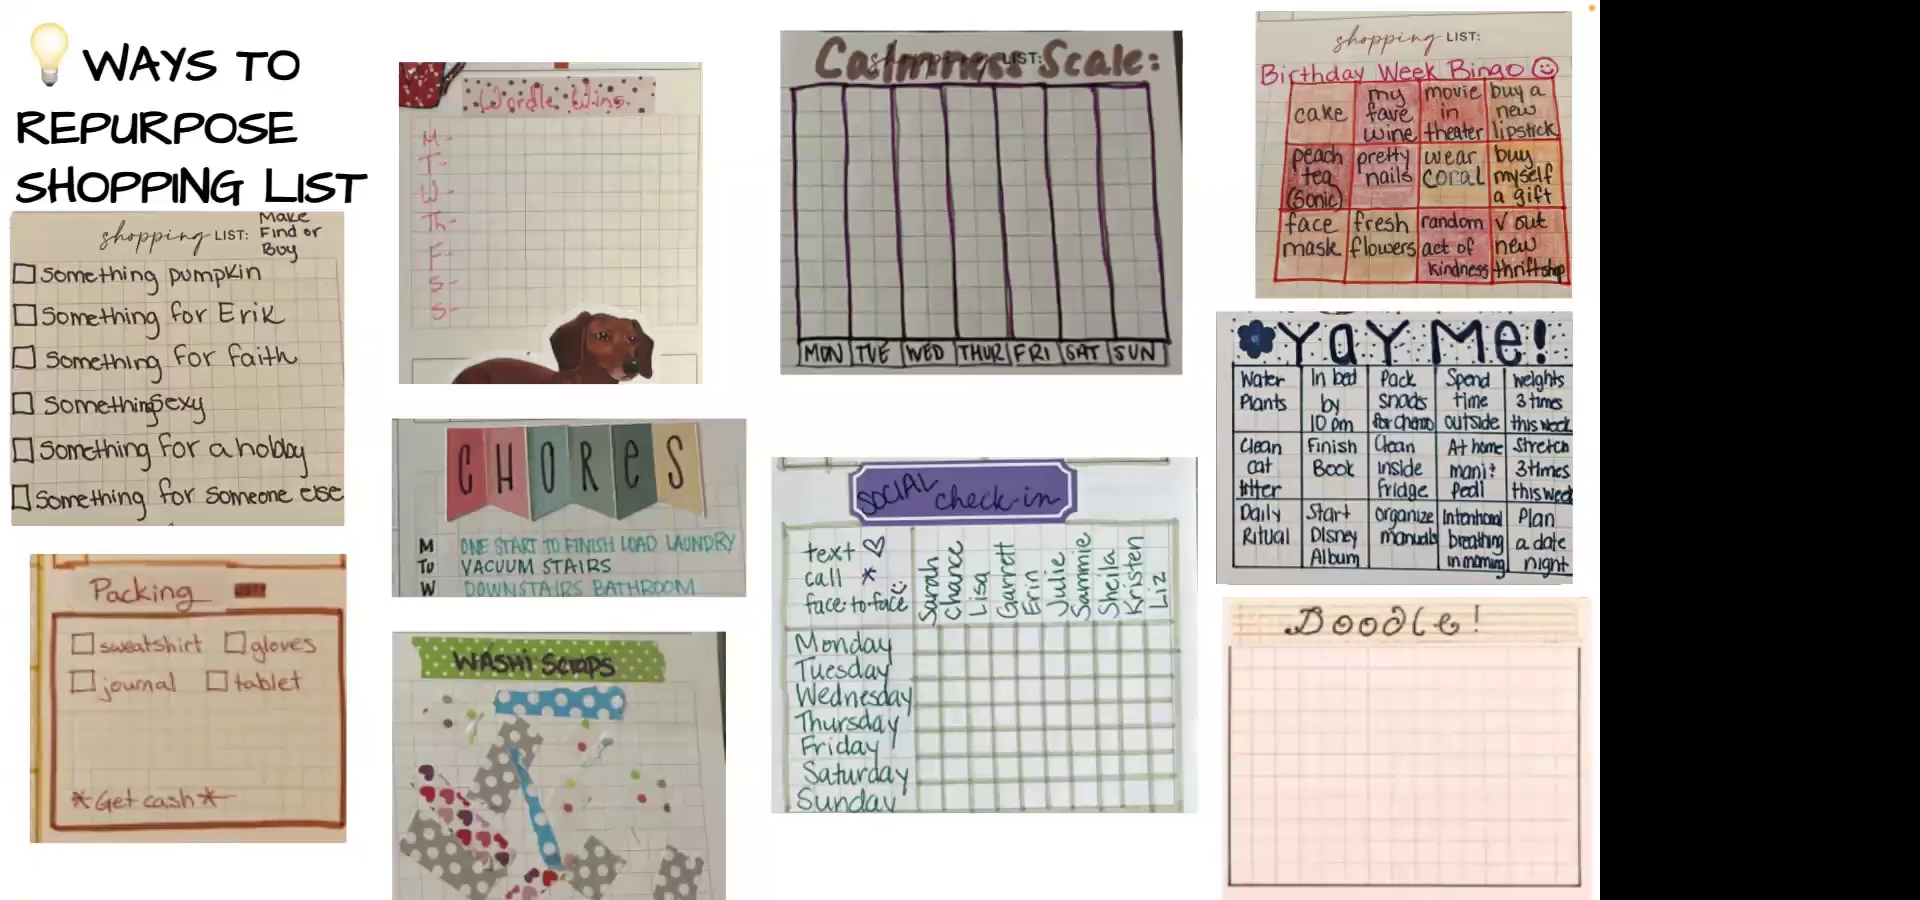 WAYS TO
REPURPOSE
SHOPPING LIST
shopping LIST: Make
Find or
Buy
something pumpkin
something for Erik
something for faith
something sexy
something for a hobby
something for someone else
Packing
sweatshirt gloves
journal tablet
*Get cash*
Wordle Wins
M-
T-
W-
Th-
F-
S-
S-
CHORES
M ONE START TO FINISH LOAD LAUNDRY
Tu VACUUM STAIRS
W DOWNSTAIRS BATHROOM
WASHI Scraps
Calmness Scale:
shopping LIST:
MON TUE WED THUR FRI SAT SUN
SOCIAL check-in
text ♡
call *
face to face
Sarah
Chance
Lisa
Garrett
Erin
Julie
Sammie
Sheila
Kristen
Liz
Monday
Tuesday
Wednesday
Thursday
Friday
Saturday
Sunday
shopping LIST:
Birthday Week Bingo
cake
my fave wine
movie in theater
buy a new lipstick
peach tea (Sonic)
pretty nails
wear coral
buy myself a gift
face mask
fresh flowers
random act of kindness
√ out new thriftshop
YaY Me!
Water Plants
In bed by 10 pm
Pack snacks for chemo
Spend time outside
weights 3 times this week
Clean cat litter
Finish Book
Clean inside fridge
At home mani + pedi
Stretch 3 times this week
Daily Ritual
Start Disney Album
organize manuals
Intentional breathing in morning
Plan a date night
Doodle!